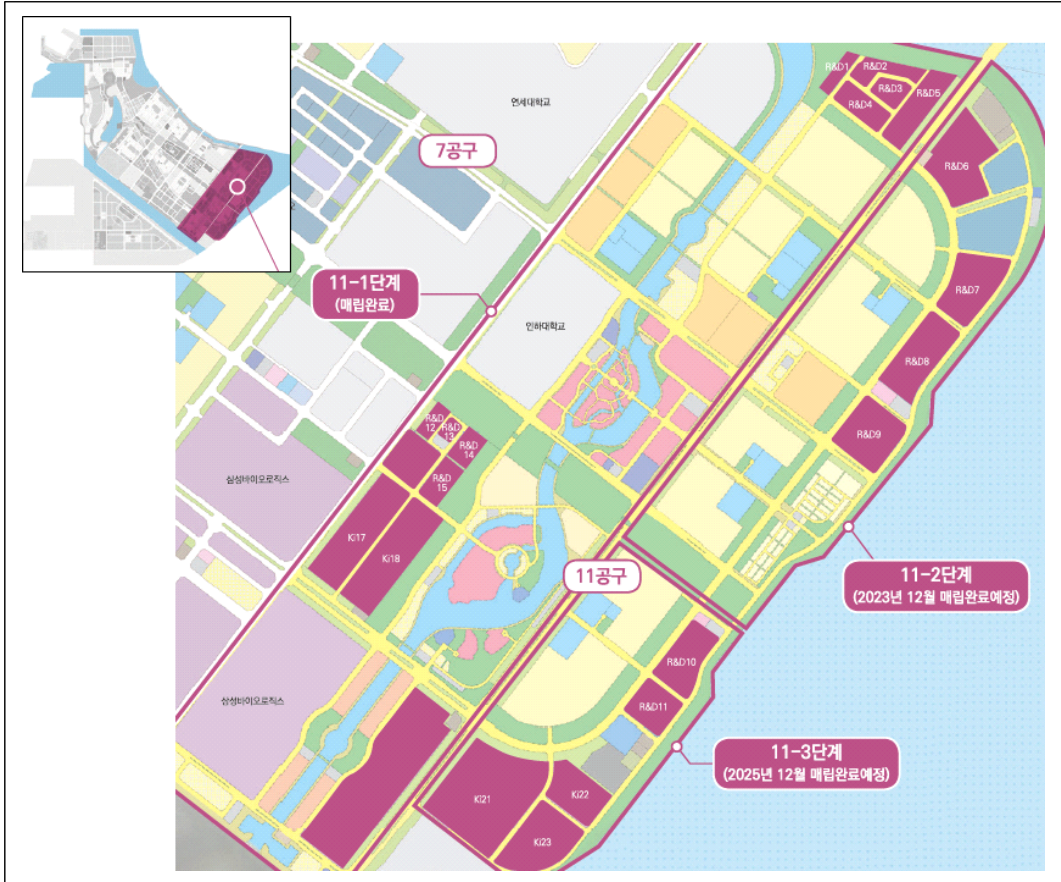 연세대학교
7공구
R&D1
R&D2
R&D3
R&D4
R&D5
R&D6
R&D7
11-1단계
(매립완료)
인하대학교
R&D8
R&D9
R&D
12
R&D
13
R&D
14
R&D
15
삼성바이오로직스
Ki17
Ki18
11공구
11-2단계
(2023년 12월 매립완료예정)
R&D10
R&D11
삼성바이오로직스
11-3단계
(2025년 12월 매립완료예정)
Ki21
Ki22
Ki23